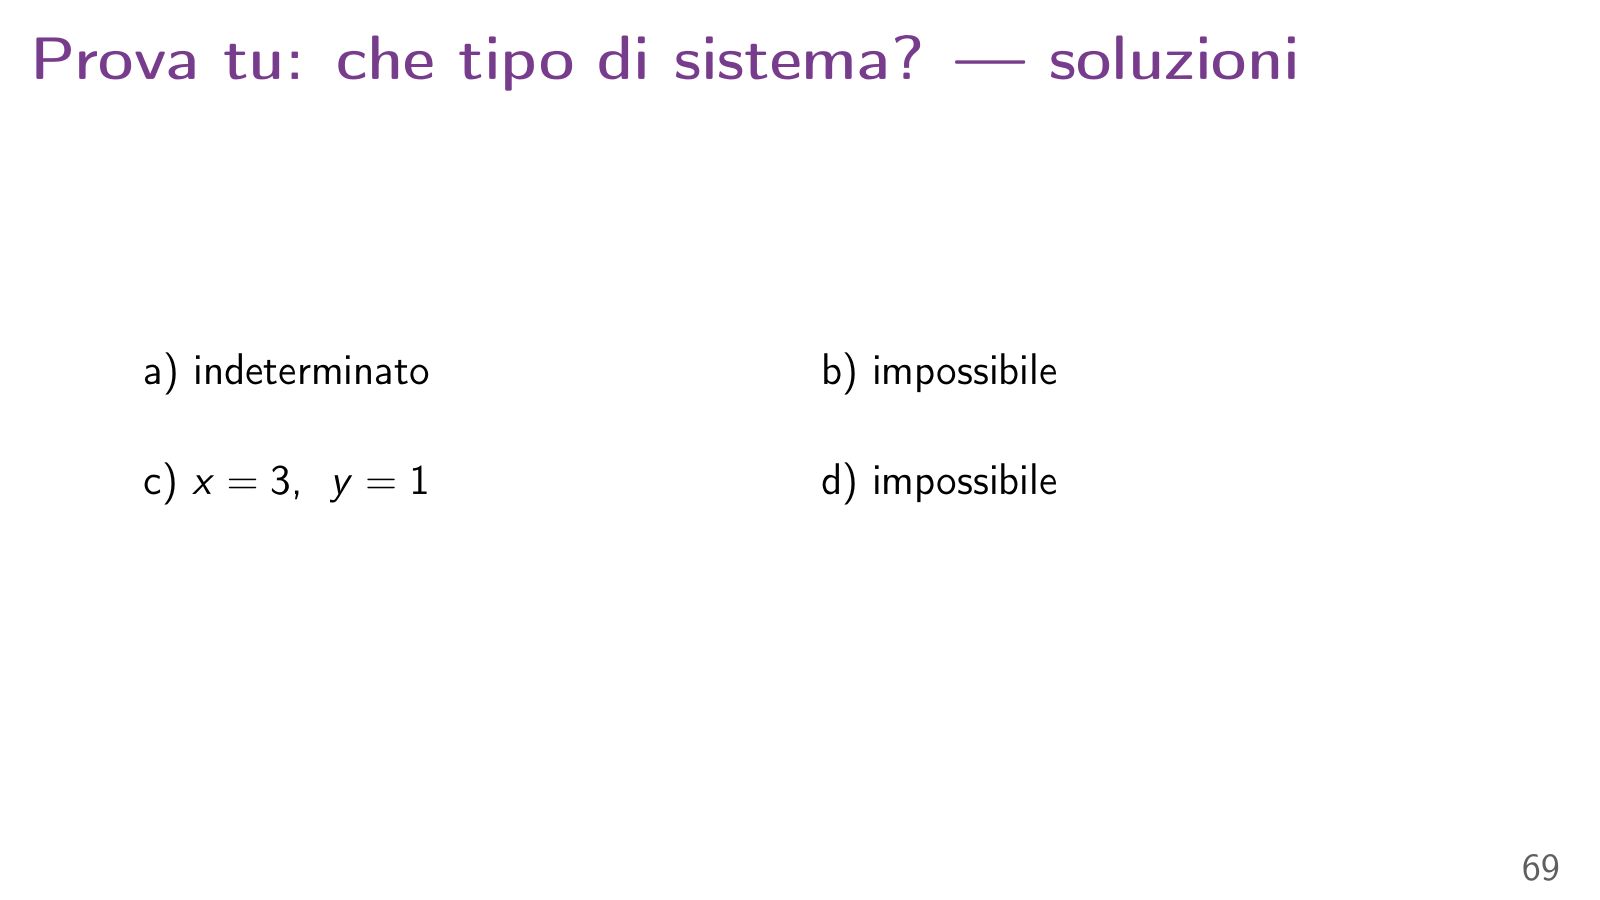 Prova tu: che tipo di sistema? — soluzioni
a) indeterminato
b) impossibile
c) x = 3, y = 1
d) impossibile
69